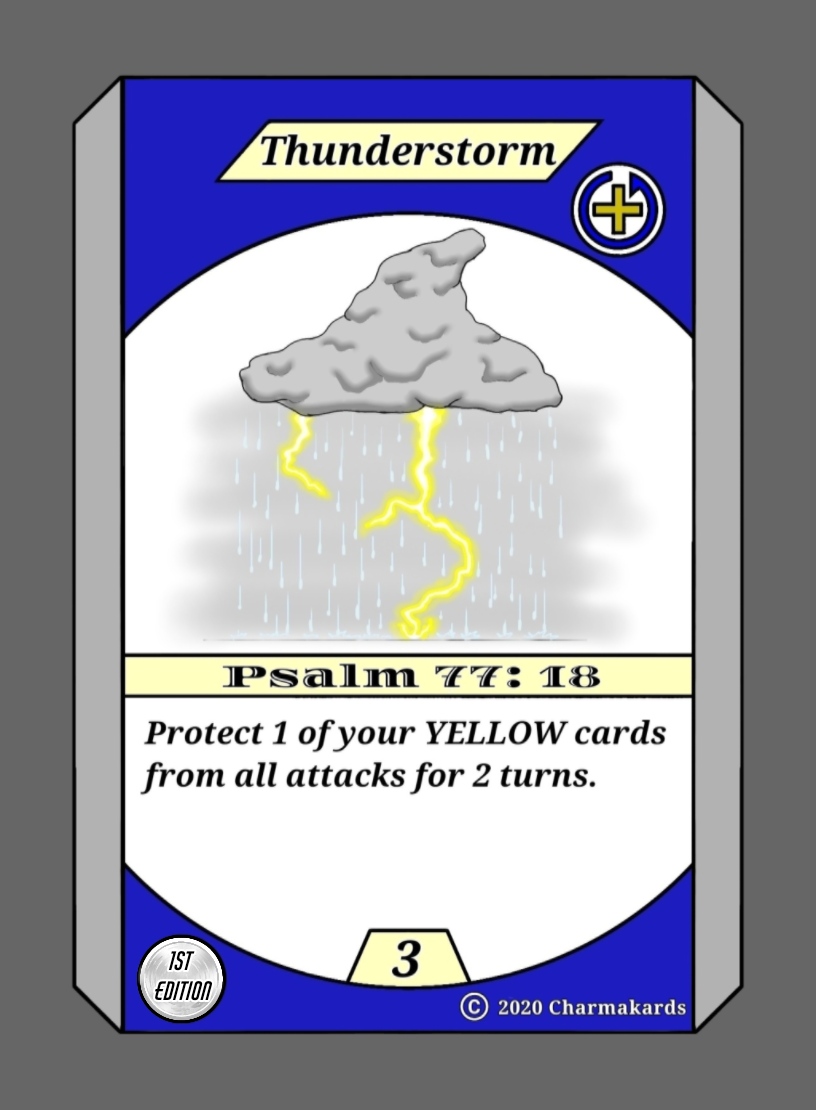 Thunderstorm
Psalm 77: 18
Protect 1 of your YELLOW cards
from all attacks for 2 turns.
3
1ST
EDITION
© 2020 Charmakards